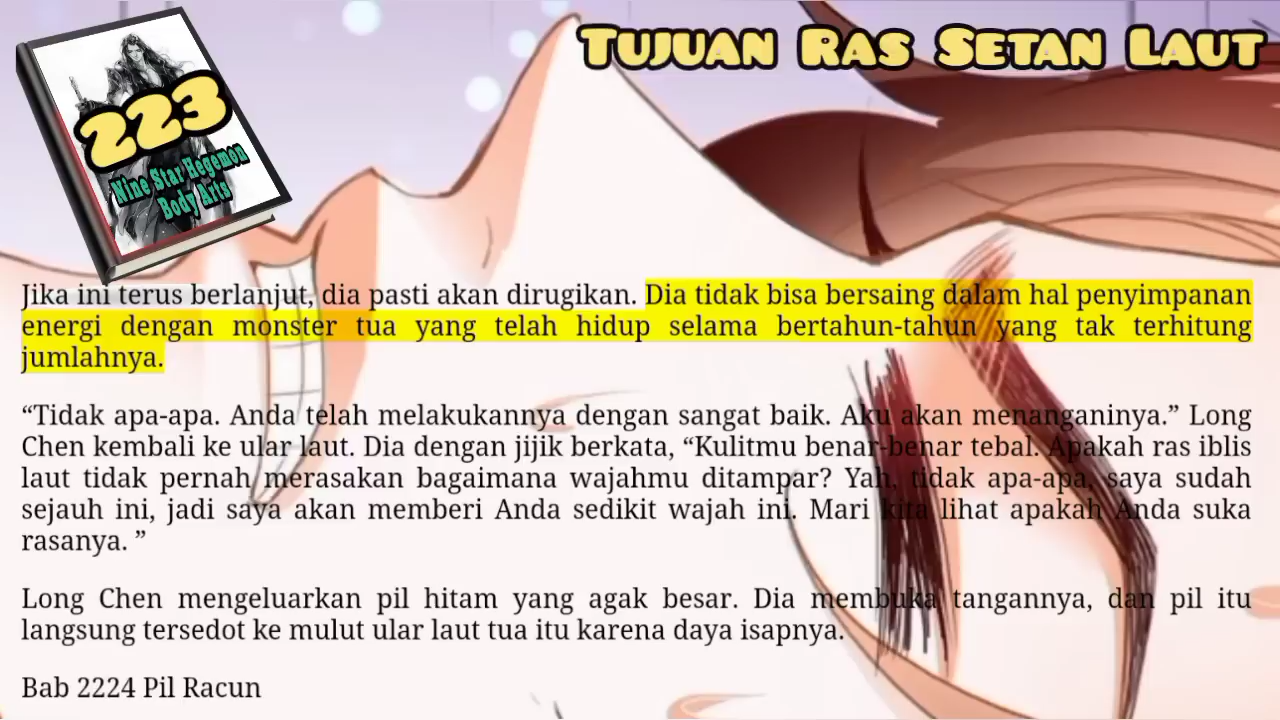 Tujuan Ras Setan Laut
223
Nine Star Hegemon
Body Arts
Jika ini terus berlanjut, dia pasti akan dirugikan. Dia tidak bisa bersaing dalam hal penyimpanan
energi dengan monster tua yang telah hidup selama bertahun-tahun yang tak terhitung
jumlahnya.
“Tidak apa-apa. Anda telah melakukannya dengan sangat baik. Aku akan menanganinya.” Long
Chen kembali ke ular laut. Dia dengan jijik berkata, “Kulitmu benar-benar tebal. Apakah ras iblis
laut tidak pernah merasakan bagaimana wajahmu ditampar? Yah, tidak apa-apa, saya sudah
sejauh ini, jadi saya akan memberi Anda sedikit wajah ini. Mari kita lihat apakah Anda suka
rasanya. ”
Long Chen mengeluarkan pil hitam yang agak besar. Dia membuka tangannya, dan pil itu
langsung tersedot ke mulut ular laut tua itu karena daya isapnya.
Bab 2224 Pil Racun